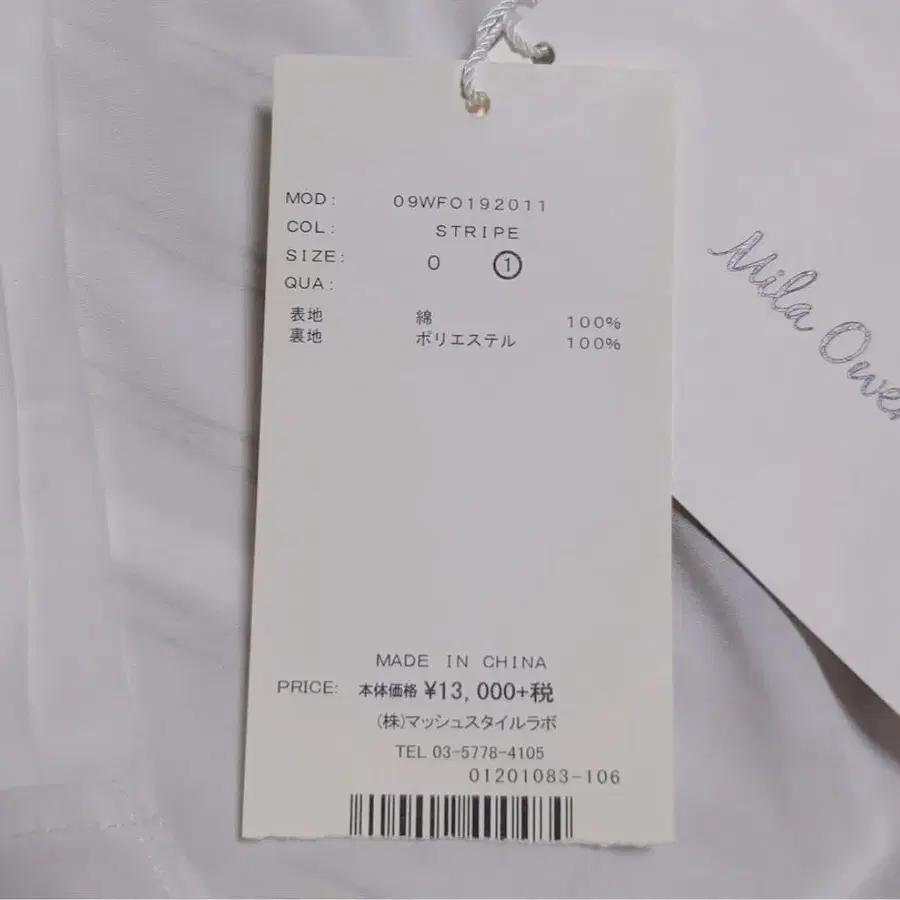 MOD: 09WFO192011
COL: STRIPE
SIZE: 0 ①
QUA:
表地 綿 100%
裏地 ポリエステル 100%
MADE IN CHINA
PRICE: 本体価格 ¥13,000+税
(株)マッシュスタイルラボ
TEL 03-5778-4105
01201083-106
Mila Owen